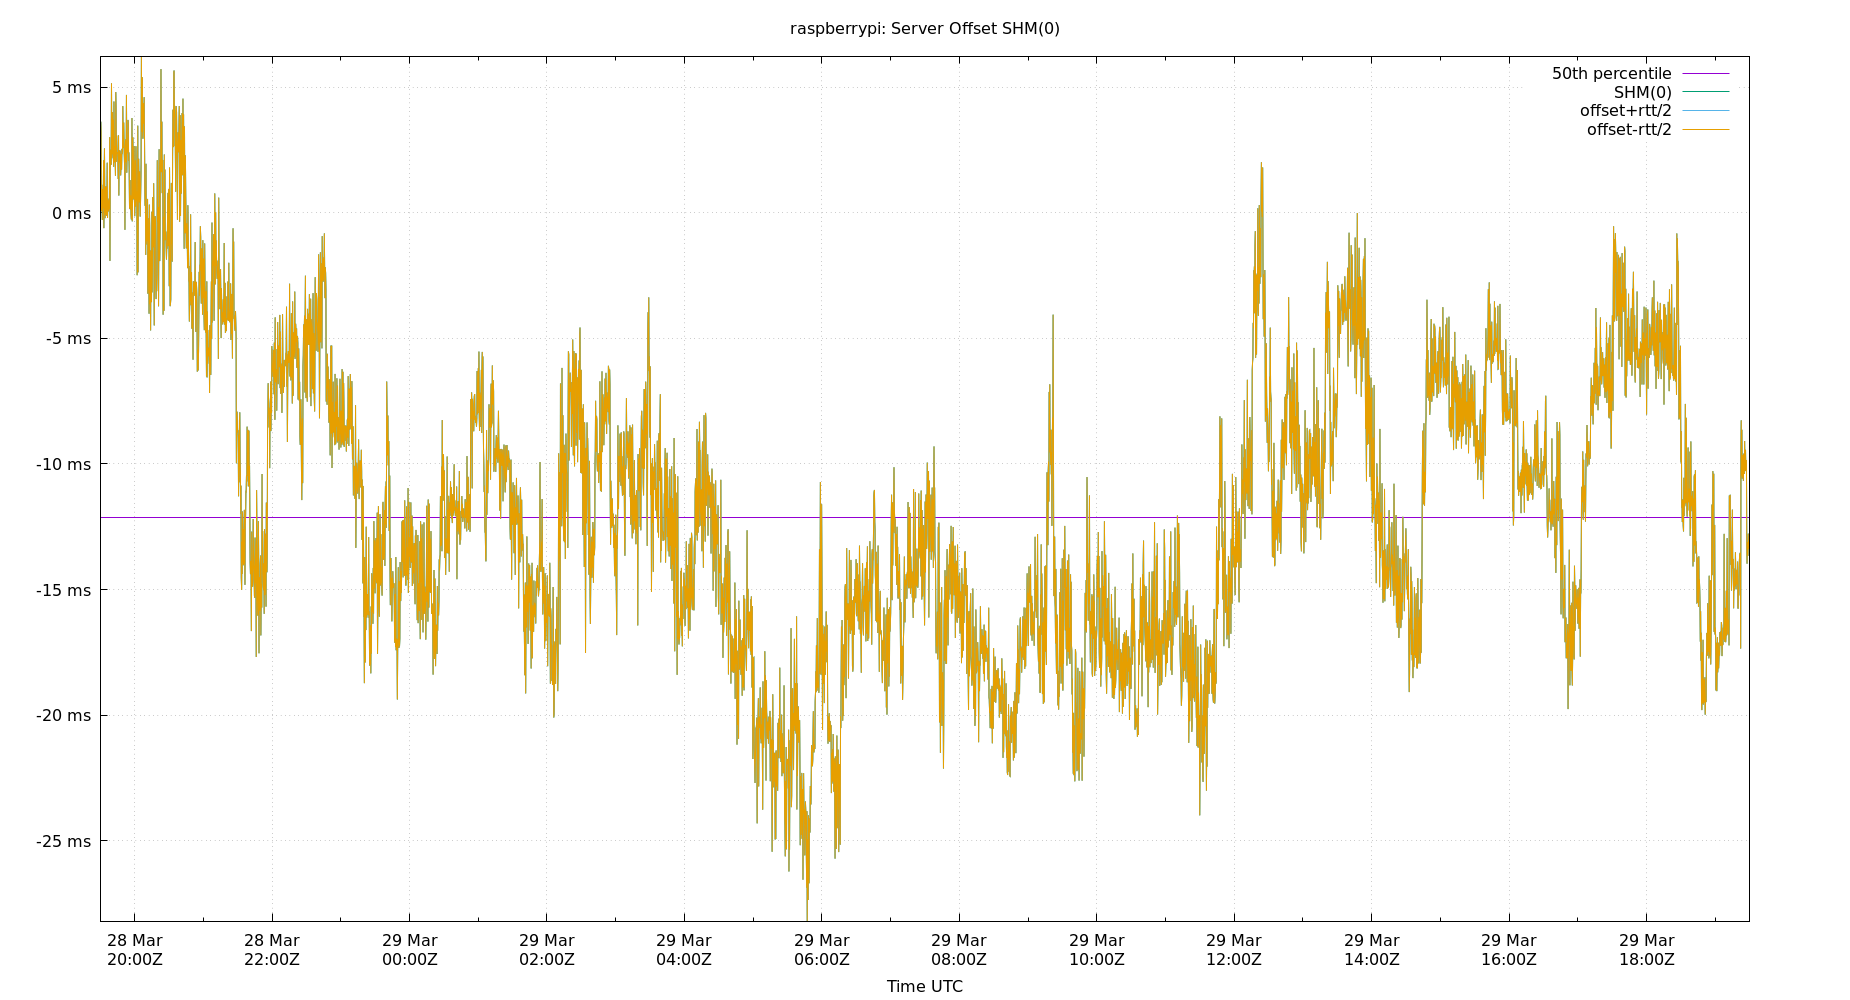 raspberrypi: Server Offset SHM(0)
50th percentile
SHM(0)
offset+rtt/2
offset-rtt/2
5 ms
0 ms
-5 ms
-10 ms
-15 ms
-20 ms
-25 ms
28 Mar 28 Mar 29 Mar 29 Mar 29 Mar 29 Mar 29 Mar 29 Mar 29 Mar 29 Mar 29 Mar 29 Mar
20:00Z 22:00Z 00:00Z 02:00Z 04:00Z 06:00Z 08:00Z 10:00Z 12:00Z 14:00Z 16:00Z 18:00Z
Time UTC